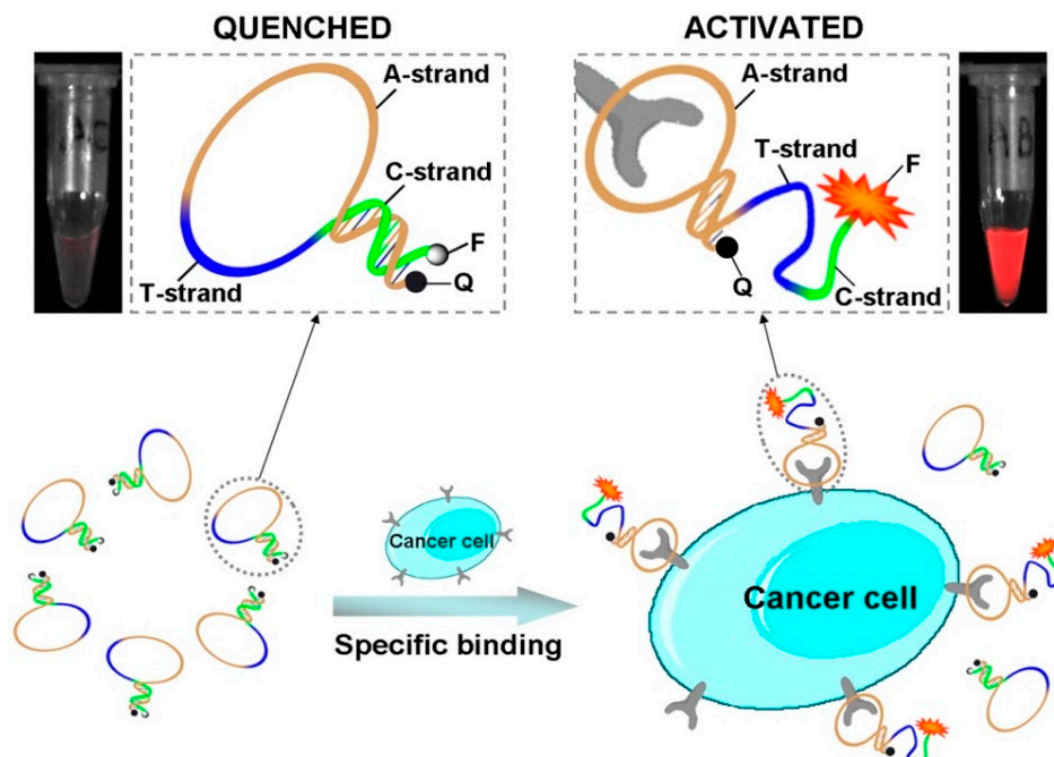 QUENCHED
A-strand
C-strand
F
Q
T-strand
ACTIVATED
A-strand
T-strand
F
Q
C-strand
A B
Cancer cell
Specific binding
Cancer cell